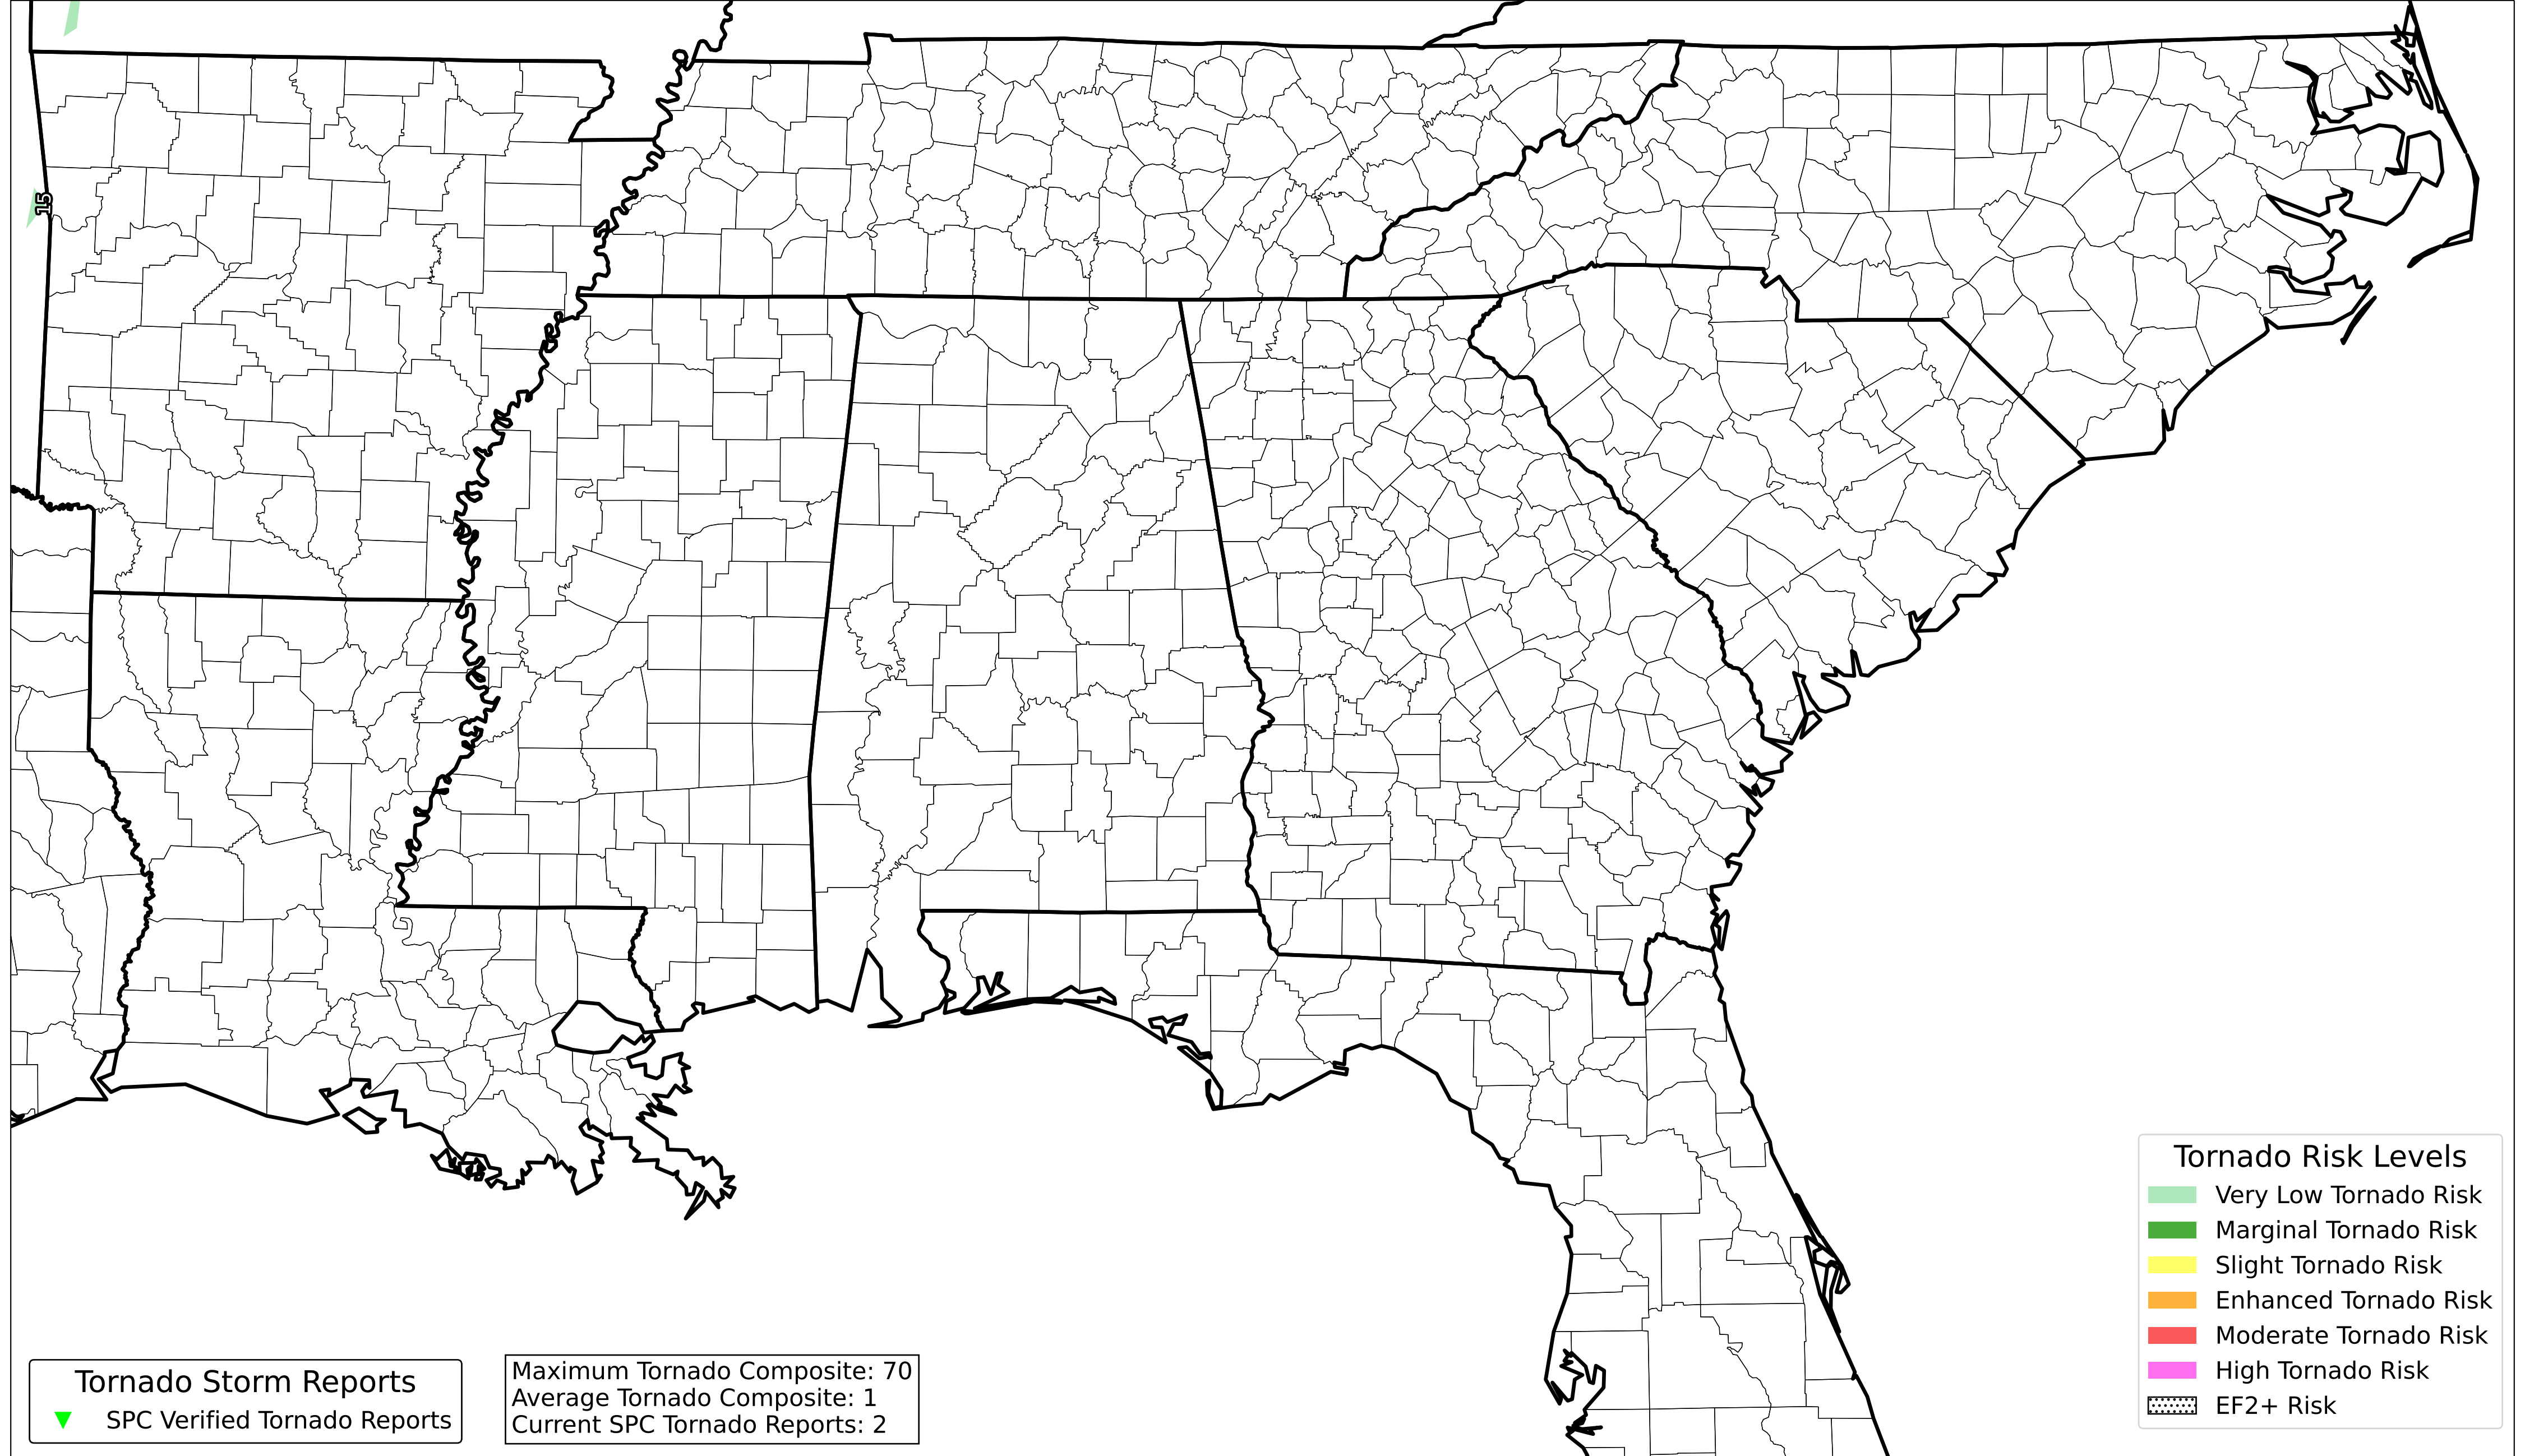 15
Tornado Storm Reports
SPC Verified Tornado Reports
Maximum Tornado Composite: 70
Average Tornado Composite: 1
Current SPC Tornado Reports: 2
Tornado Risk Levels
Very Low Tornado Risk
Marginal Tornado Risk
Slight Tornado Risk
Enhanced Tornado Risk
Moderate Tornado Risk
High Tornado Risk
EF2+ Risk